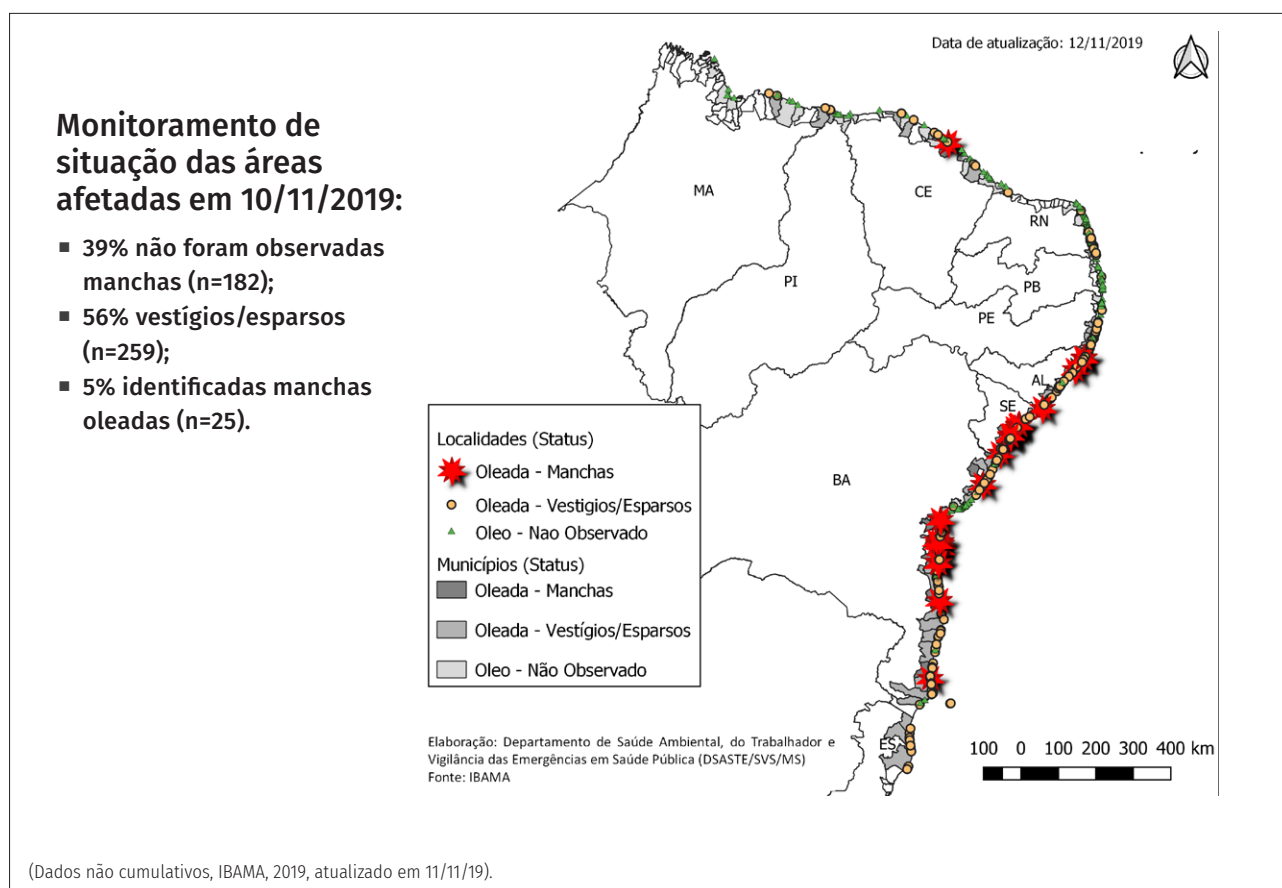 Data de atualização: 12/11/2019
Monitoramento de
situação das áreas
afetadas em 10/11/2019:
39% não foram observadas
manchas (n=182);
56% vestígios/esparsos
(n=259);
5% identificadas manchas
oleadas (n=25).
MA
CE
RN
PI
PB
PE
AL
SE
BA
ES
Localidades (Status)
Oleada - Manchas
Oleada - Vestigios/Esparsos
Oleo - Nao Observado
Municípios (Status)
Oleada - Manchas
Oleada - Vestígios/Esparsos
Oleo - Não Observado
Elaboração: Departamento de Saúde Ambiental, do Trabalhador e
Vigilância das Emergências em Saúde Pública (DSASTE/SVS/MS)
Fonte: IBAMA
100 0 100 200 300 400 km
(Dados não cumulativos, IBAMA, 2019, atualizado em 11/11/19).